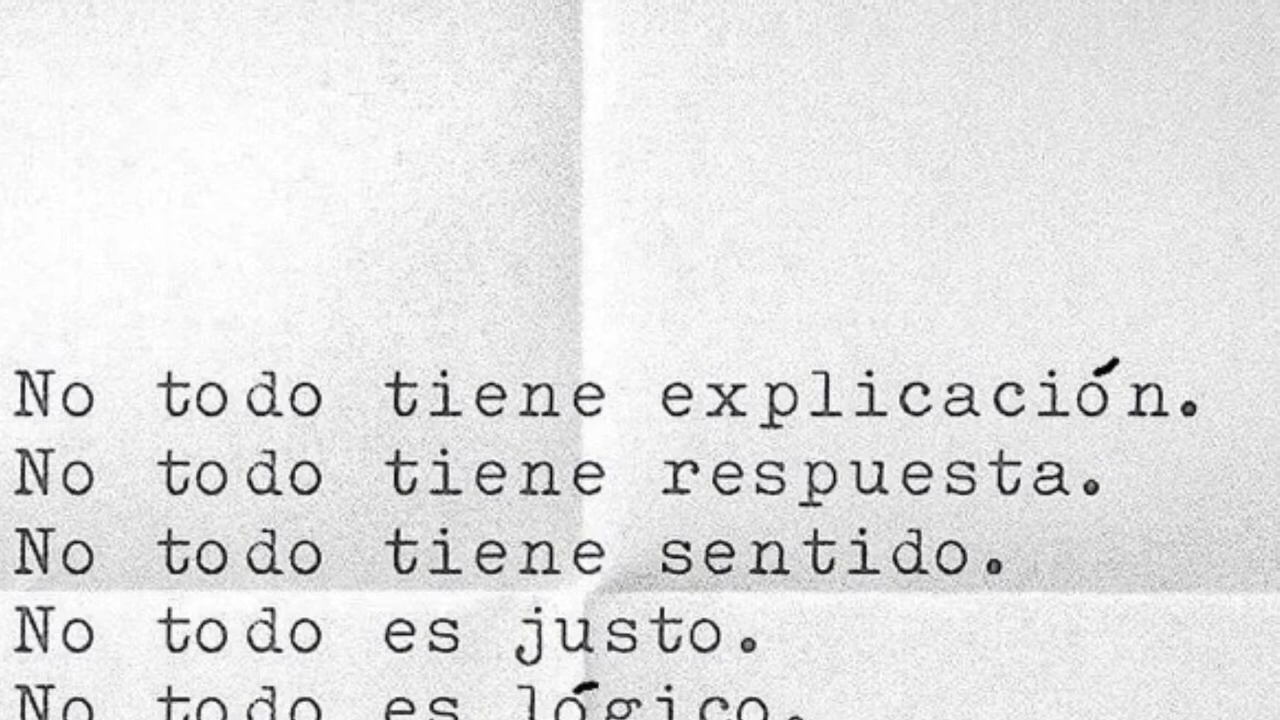 No todo tiene explicación.
No todo tiene respuesta.
No todo tiene sentido.
No todo es justo.
No todo es lógico.